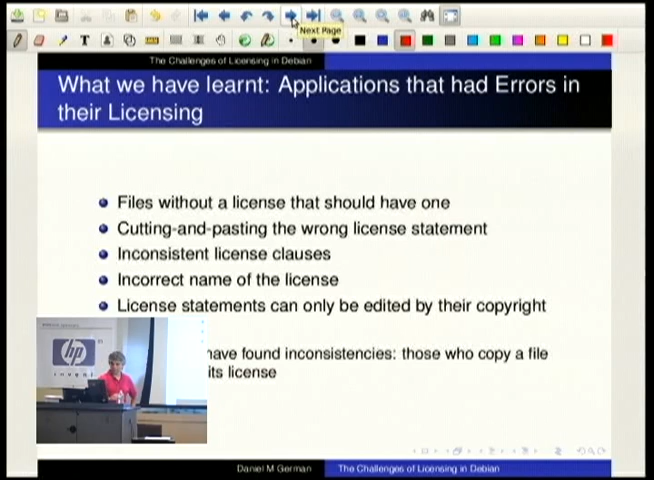 Next Page
The Challenges of Licensing in Debian
What we have learnt: Applications that had Errors in
their Licensing
Files without a license that should have one
Cutting-and-pasting the wrong license statement
Inconsistent license clauses
Incorrect name of the license
License statements can only be edited by their copyright
have found inconsistencies: those who copy a file
its license
hp
Daniel M German
The Challenges of Licensing in Debian